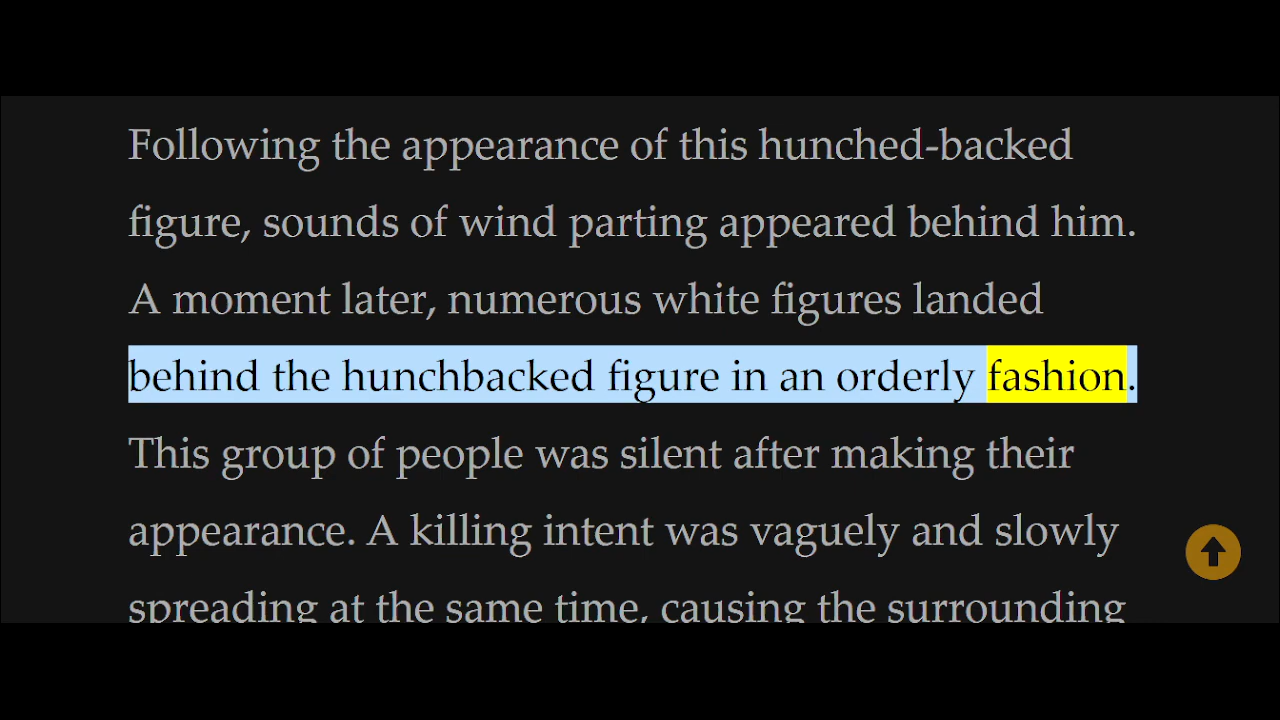 Following the appearance of this hunched-backed
figure, sounds of wind parting appeared behind him.
A moment later, numerous white figures landed
behind the hunchbacked figure in an orderly fashion.
This group of people was silent after making their
appearance. A killing intent was vaguely and slowly
spreading at the same time, causing the surrounding